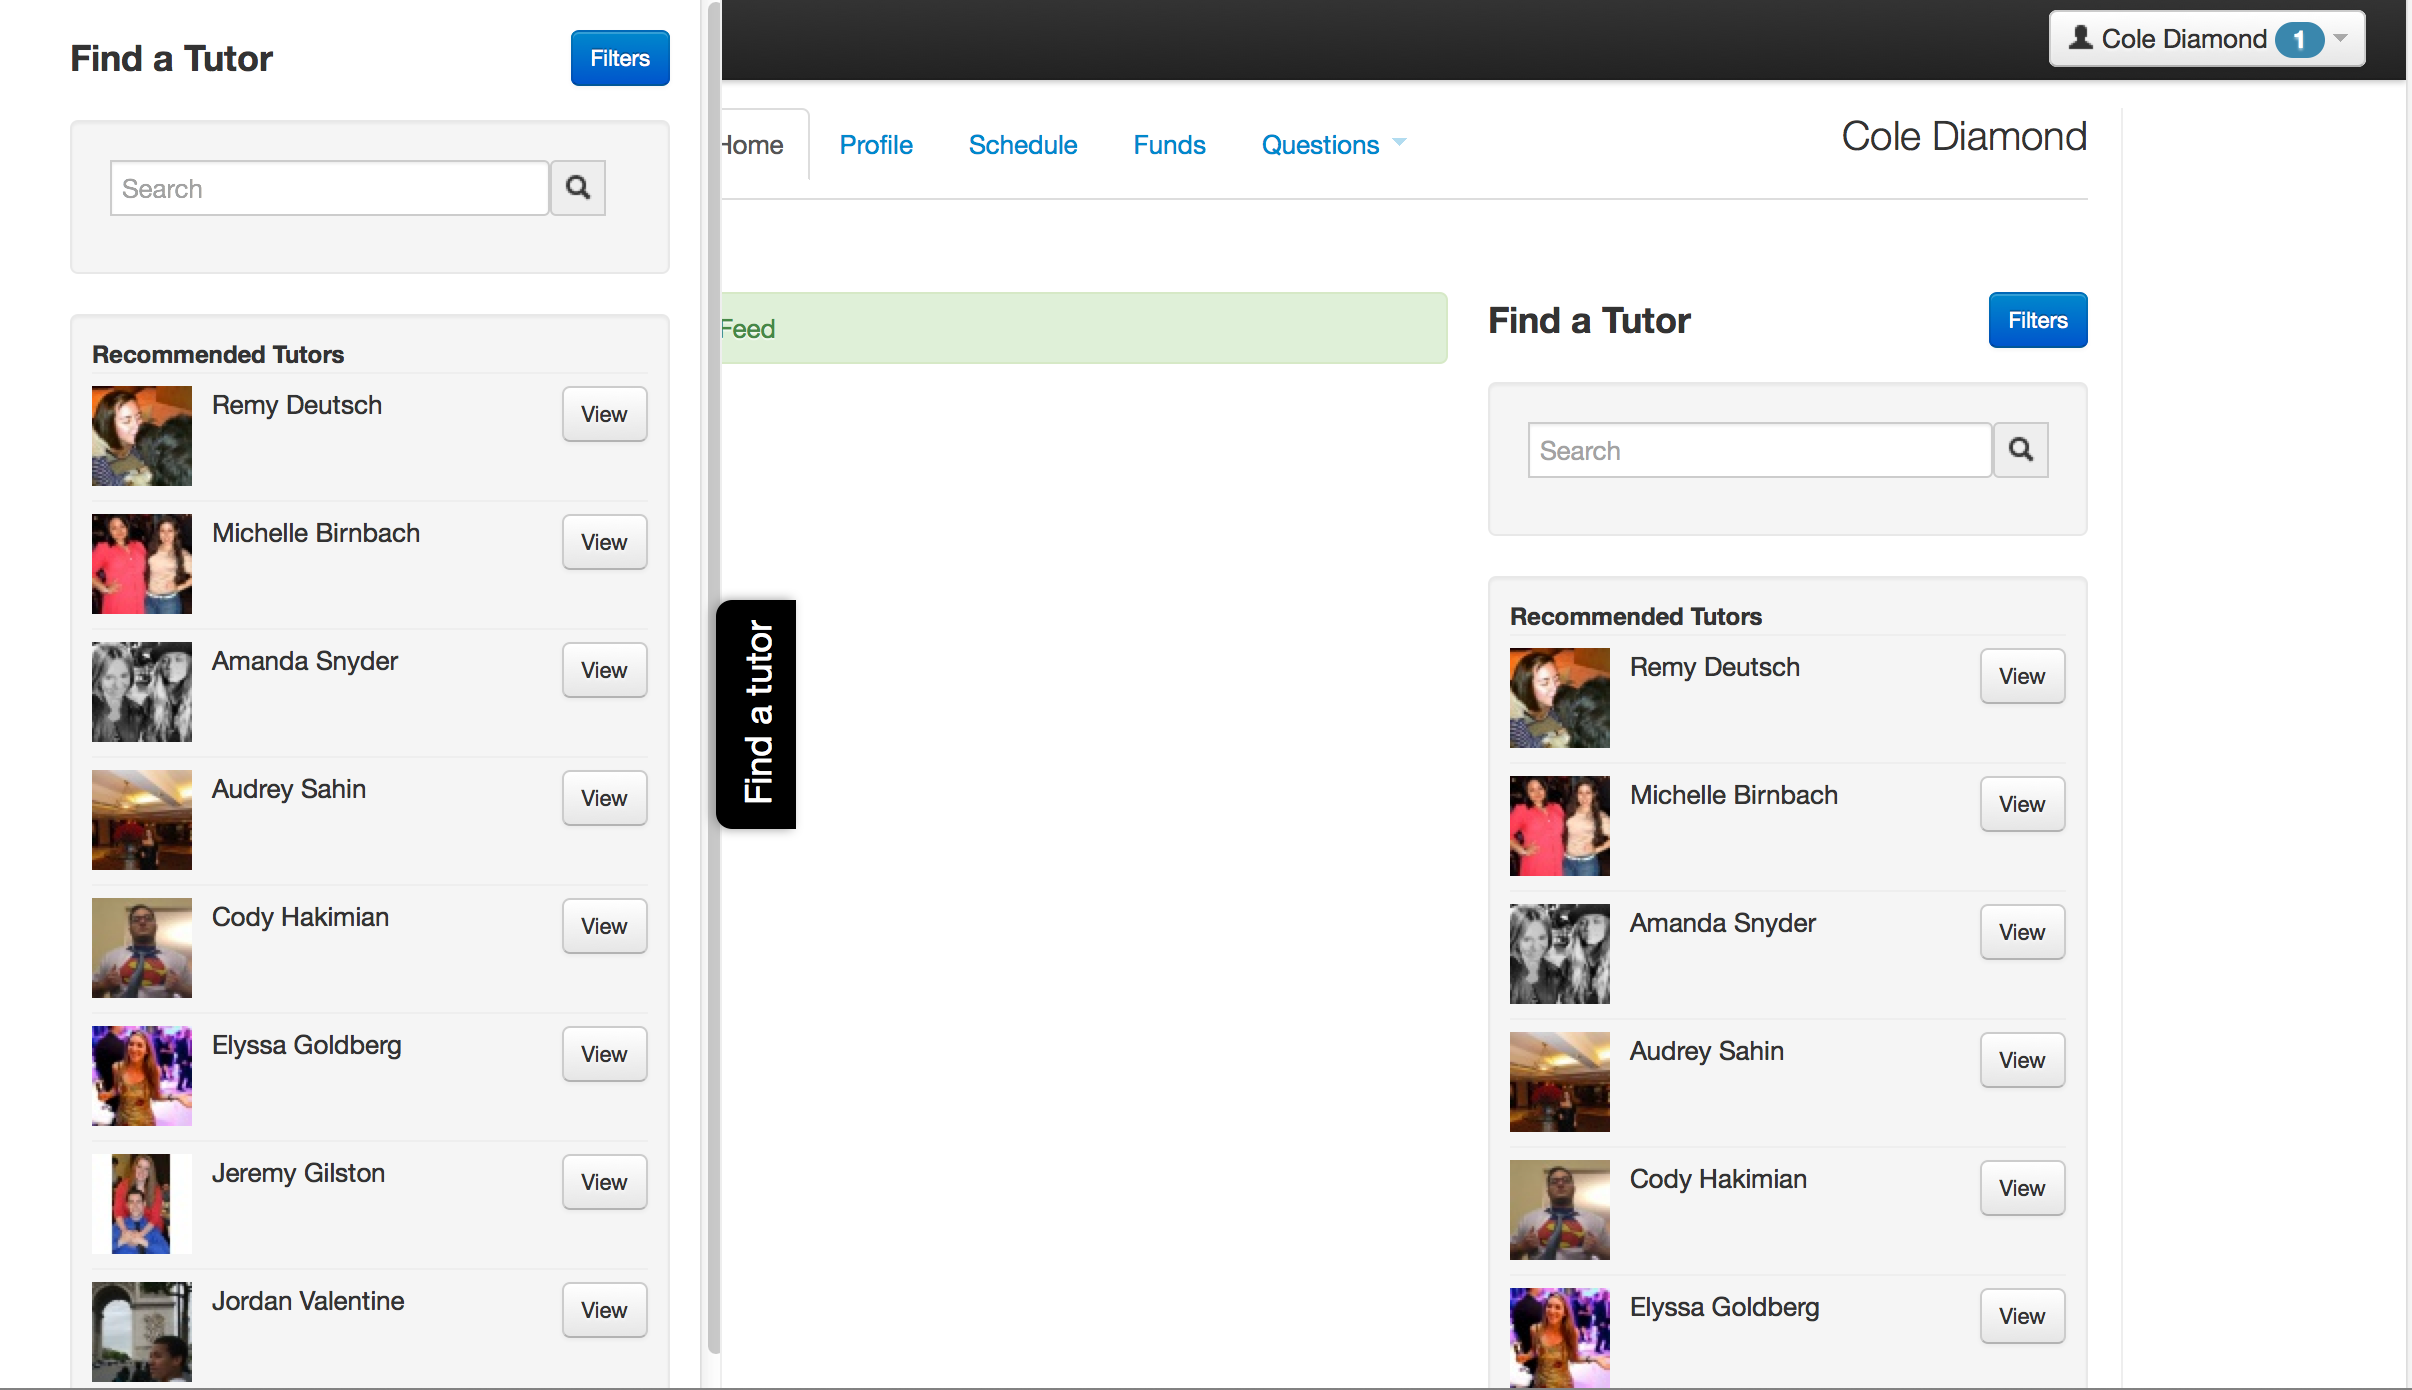 Find a Tutor
Filters
Search
Recommended Tutors
Remy Deutsch
View
Michelle Birnbach
View
Amanda Snyder
View
Audrey Sahin
View
Cody Hakimian
View
Elyssa Goldberg
View
Jeremy Gilston
View
Jordan Valentine
View
Find a tutor
Cole Diamond 1
Home Profile Schedule Funds Questions
Cole Diamond
Feed
Find a Tutor
Filters
Search
Recommended Tutors
Remy Deutsch
View
Michelle Birnbach
View
Amanda Snyder
View
Audrey Sahin
View
Cody Hakimian
View
Elyssa Goldberg
View